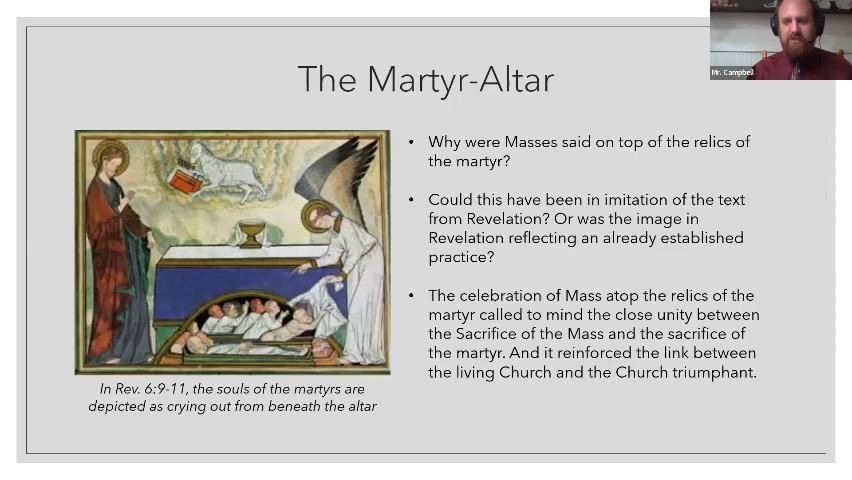 Mr. Campbell
The Martyr-Altar
• Why were Masses said on top of the relics of
the martyr?
• Could this have been in imitation of the text
from Revelation? Or was the image in
Revelation reflecting an already established
practice?
• The celebration of Mass atop the relics of the
martyr called to mind the close unity between
the Sacrifice of the Mass and the sacrifice of
the martyr. And it reinforced the link between
the living Church and the Church triumphant.
In Rev. 6:9-11, the souls of the martyrs are
depicted as crying out from beneath the altar